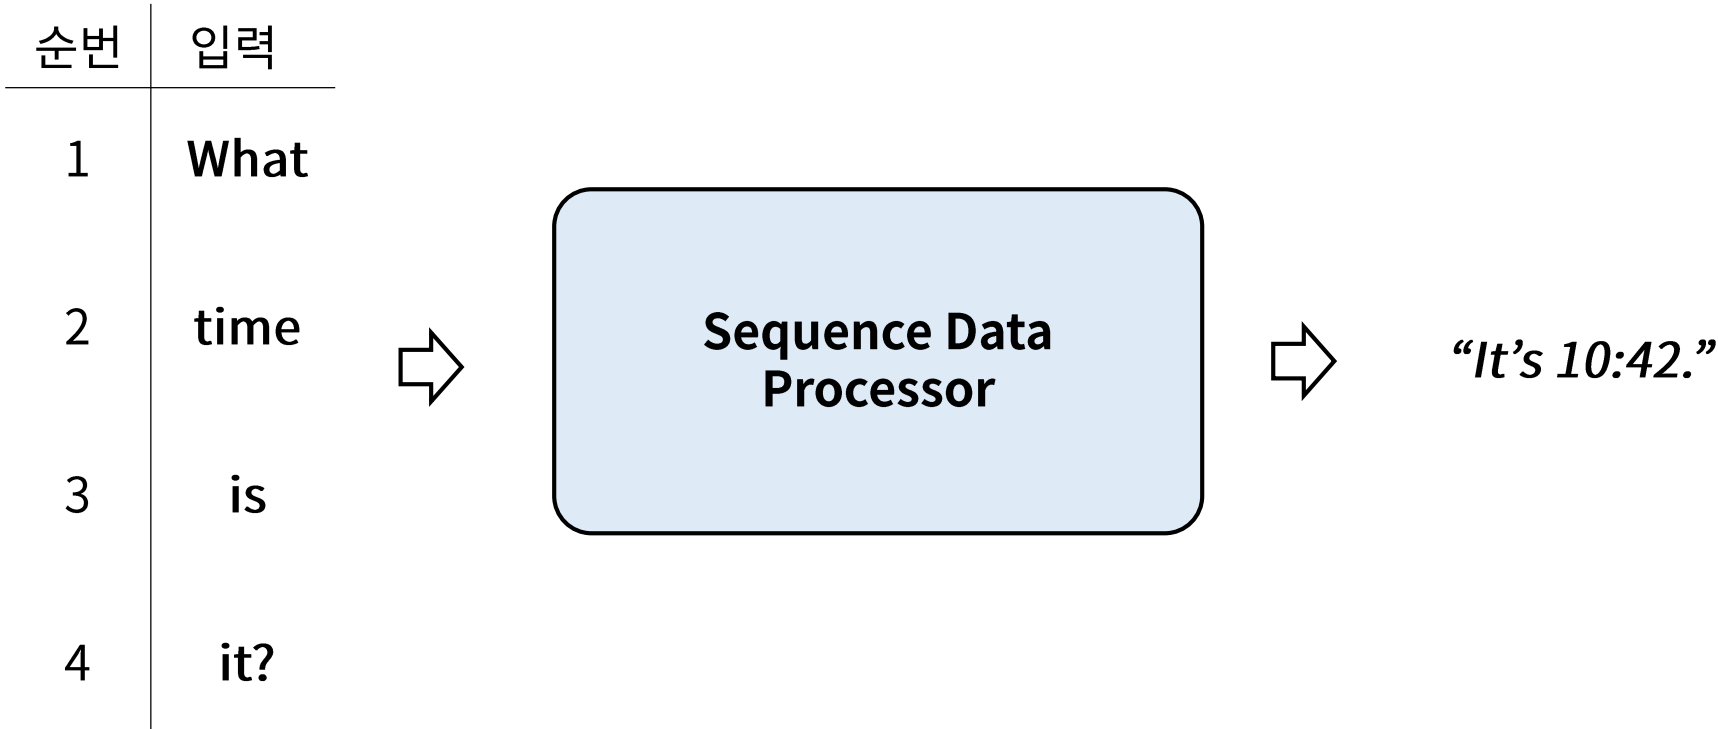 순번 입력
1 What
2 time
3 is
4 it?
Sequence Data
Processor
“It’s 10:42.”